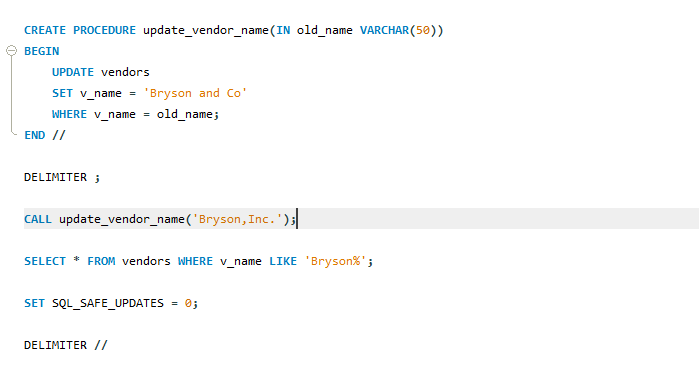 CREATE PROCEDURE update_vendor_name(IN old_name VARCHAR(50))
BEGIN
    UPDATE vendors
    SET v_name = 'Bryson and Co'
    WHERE v_name = old_name;
END //
DELIMITER ;
CALL update_vendor_name('Bryson,Inc.');
SELECT * FROM vendors WHERE v_name LIKE 'Bryson%';
SET SQL_SAFE_UPDATES = 0;
DELIMITER //